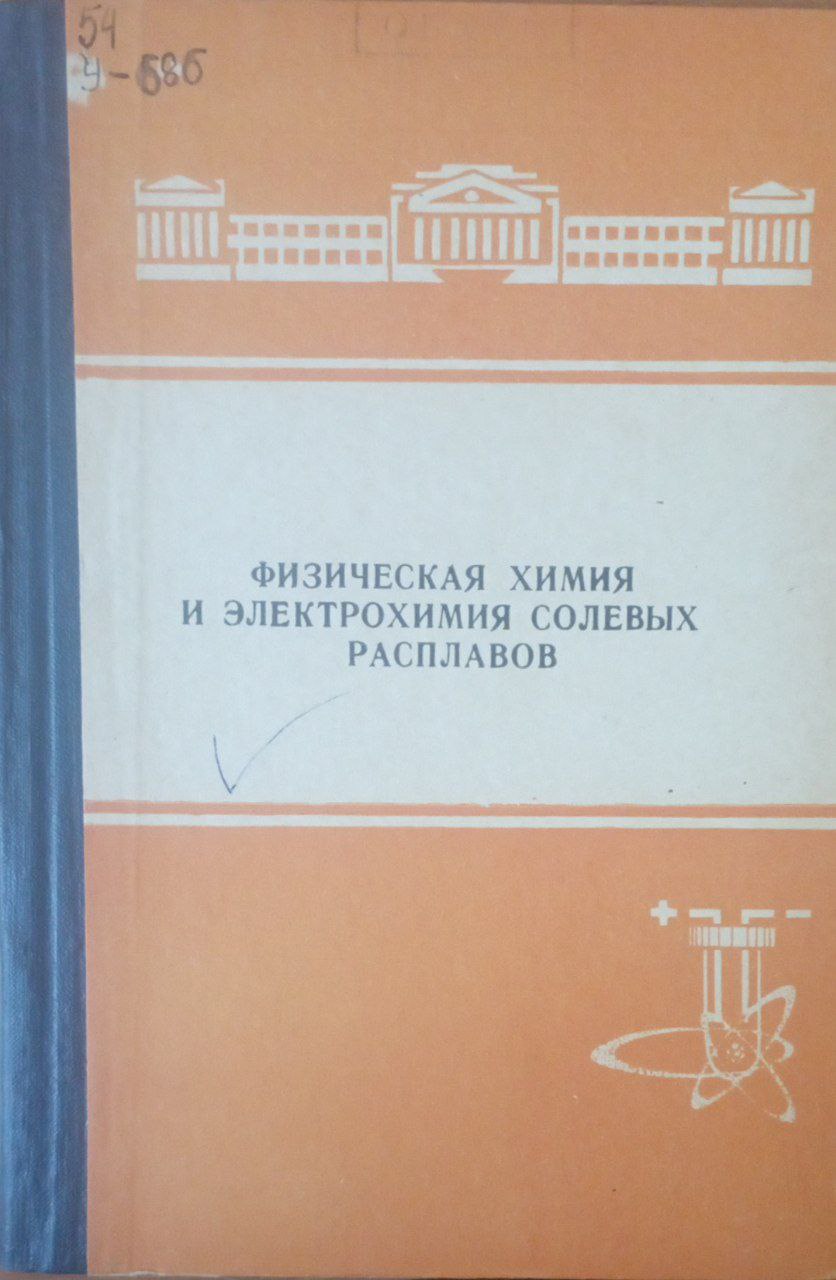 54
У-686
ФИЗИЧЕСКАЯ ХИМИЯ
И ЭЛЕКТРОХИМИЯ СОЛЕВЫХ
РАСПЛАВОВ
+ −